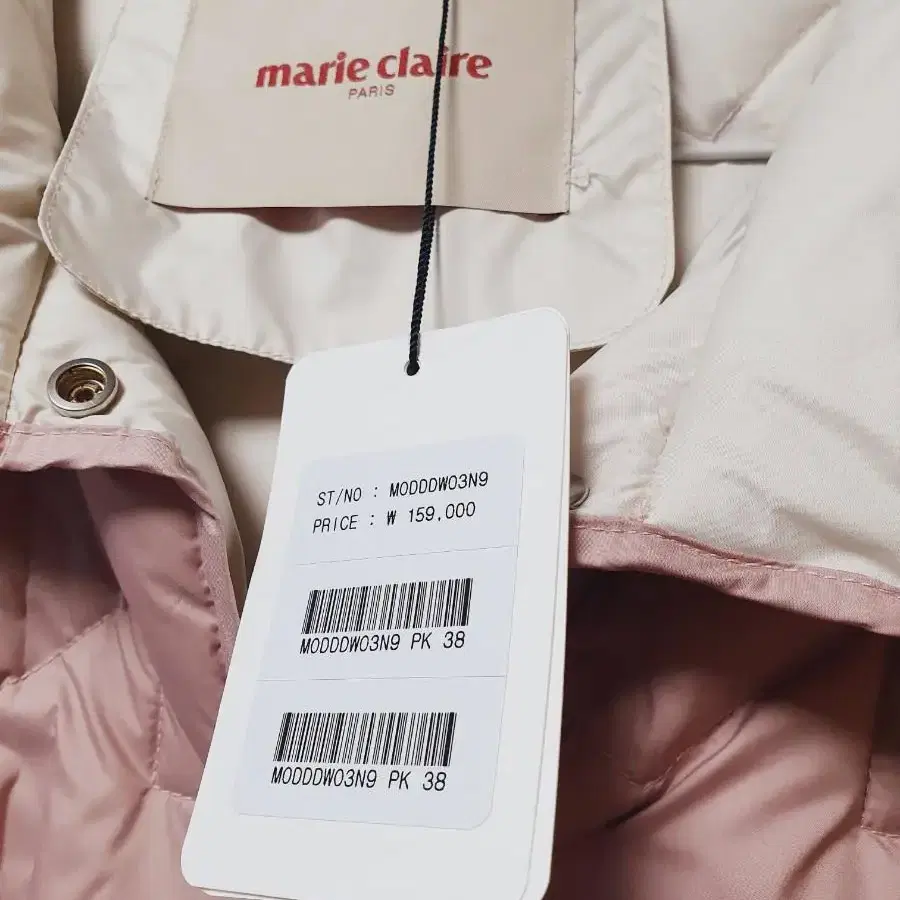 marie claire
PARIS
ST/NO : MODDDW03N9
PRICE : ₩ 159,000
MODDDW03N9 PK 38
MODDDW03N9 PK 38